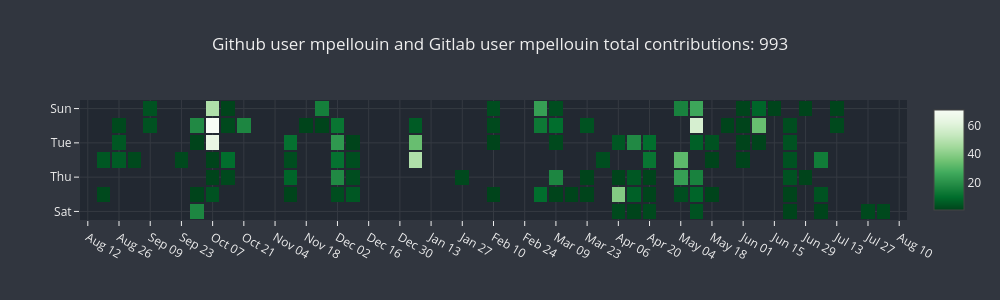 Github user mpellouin and Gitlab user mpellouin total contributions: 993
Sun
Tue
Thu
Sat
60
40
20
Aug 12
Aug 26
Sep 09
Sep 23
Oct 07
Oct 21
Nov 04
Nov 18
Dec 02
Dec 16
Dec 30
Jan 13
Jan 27
Feb 10
Feb 24
Mar 09
Mar 23
Apr 06
Apr 20
May 04
May 18
Jun 01
Jun 15
Jun 29
Jul 13
Jul 27
Aug 10